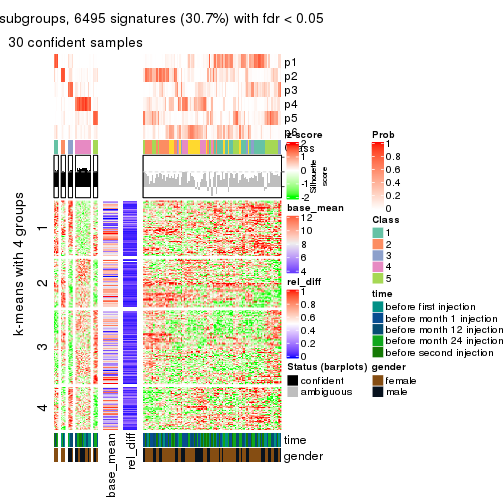 subgroups, 6495 signatures (30.7%) with fdr < 0.05
30 confident samples
p1
p2
p3
p4
p5
p6
Class
Silhouette
score
1
2
3
4
k-means with 4 groups
base_mean
rel_diff
time
gender
z-score
2
1
0
-1
-2
base_mean
12
10
8
6
4
rel_diff
1
0.8
0.6
0.4
0.2
0
Status (barplots)
confident
ambiguous
Prob
1
0.8
0.6
0.4
0.2
0
Class
1
2
3
4
5
time
before first injection
before month 1 injection
before month 12 injection
before month 24 injection
before second injection
gender
female
male